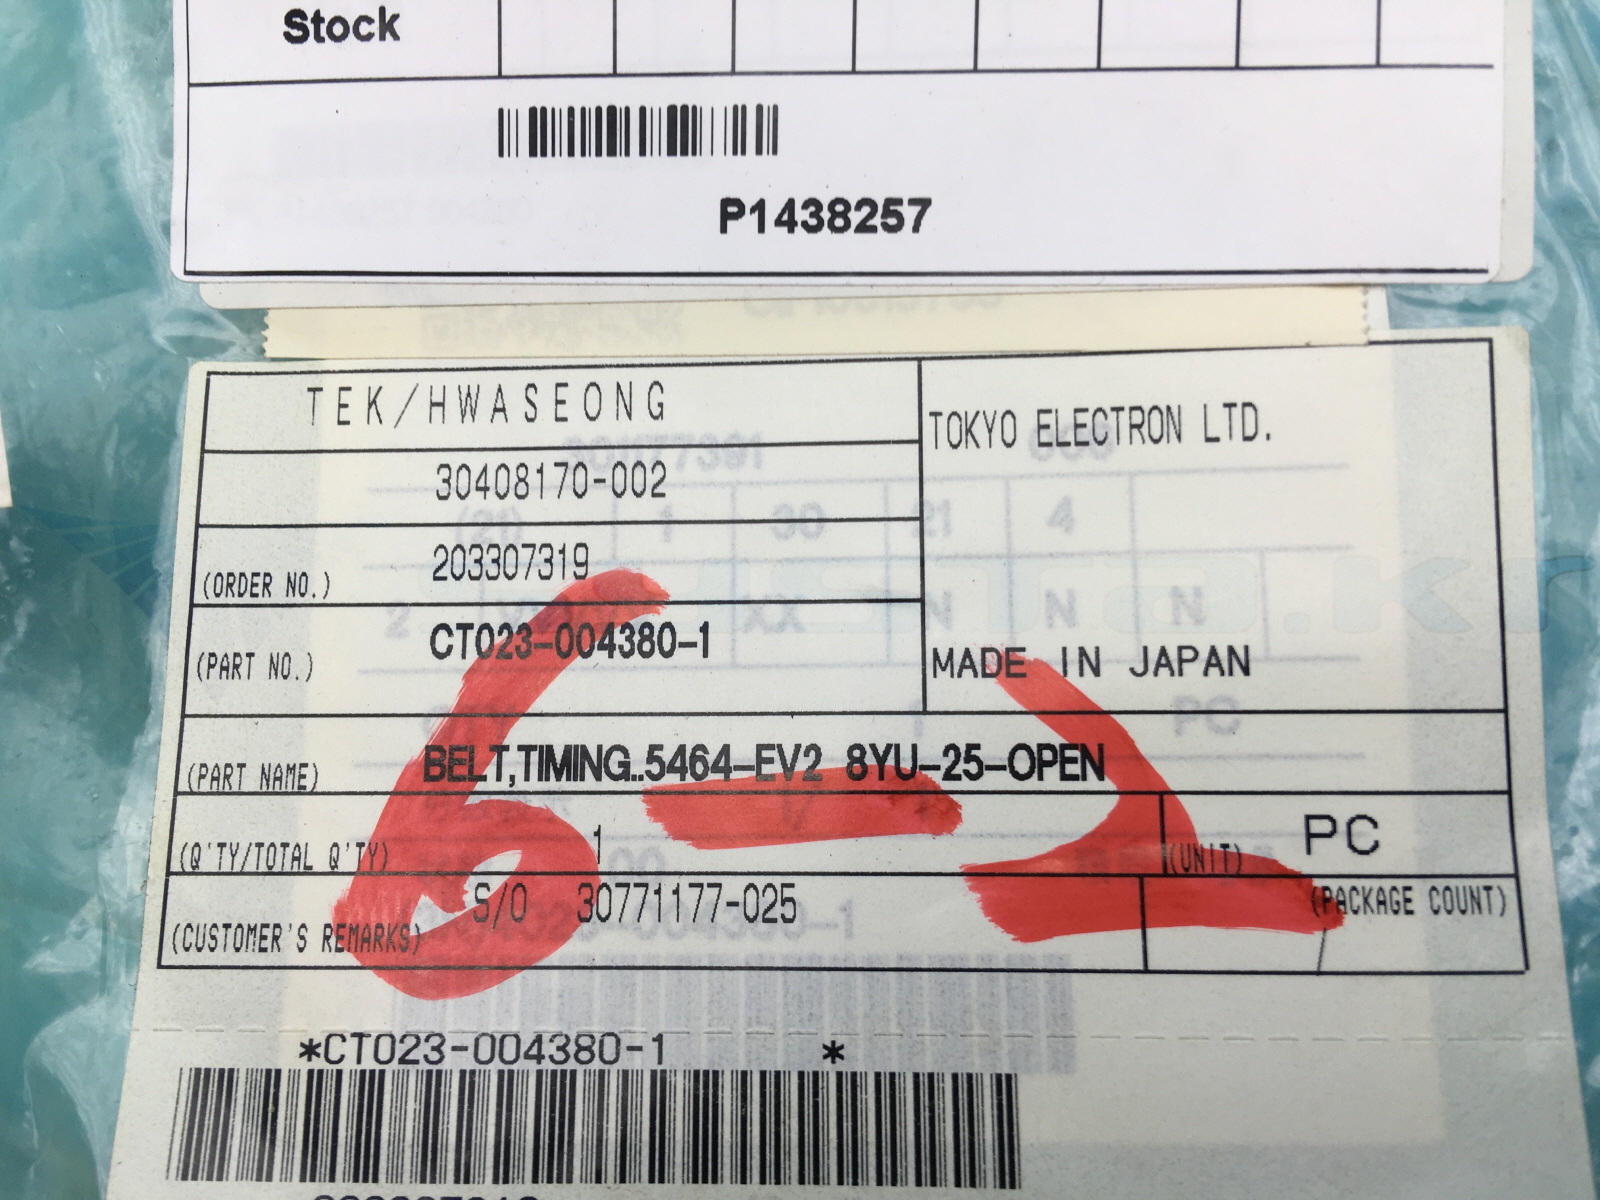 Stock
P1438257
TEK/HWASEONG
TOKYO ELECTRON LTD.
30408170-002
(ORDER NO.) 203307319
(PART NO.) CT023-004380-1
MADE IN JAPAN
(PART NAME) BELT,TIMING..5464-EV2 8YU-25-OPEN
(Q'TY/TOTAL Q'TY) 1 (UNIT) PC
(CUSTOMER'S REMARKS) S/O 30771177-025 (PACKAGE COUNT)
6-2
*CT023-004380-1 *